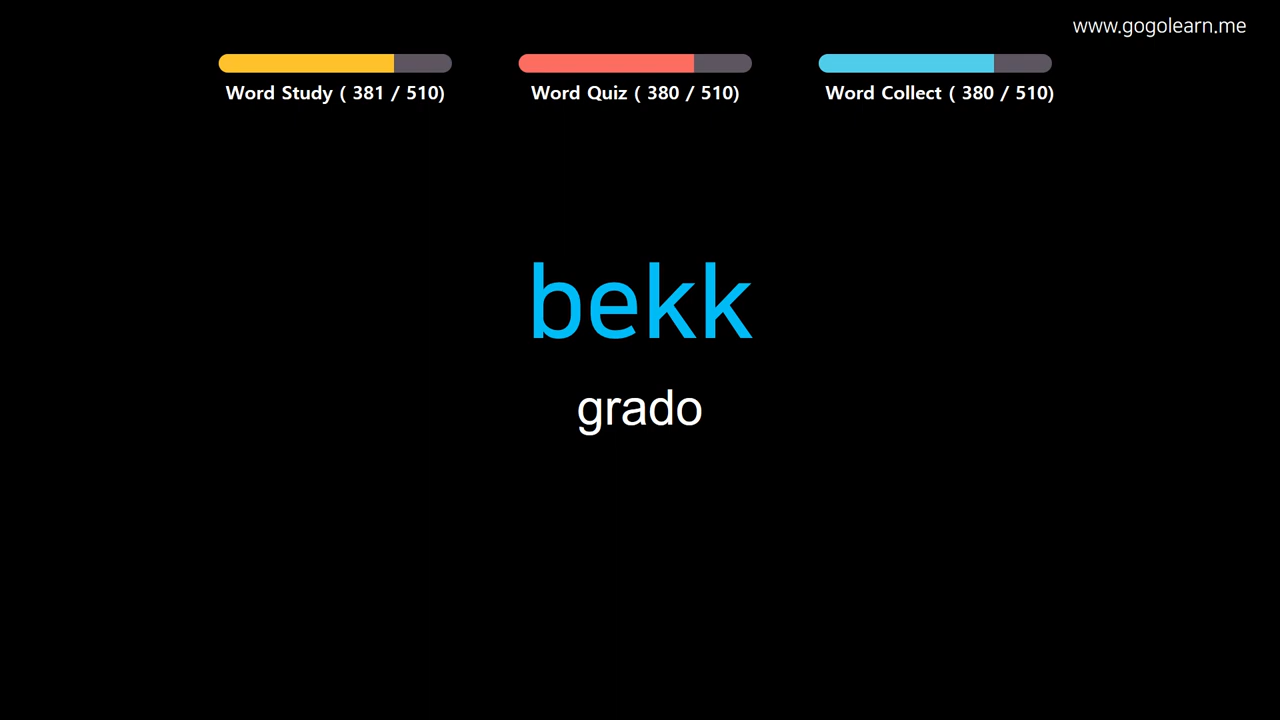 www.gogolearn.me
Word Study ( 381 / 510)
Word Quiz ( 380 / 510)
Word Collect ( 380 / 510)
bekk
grado